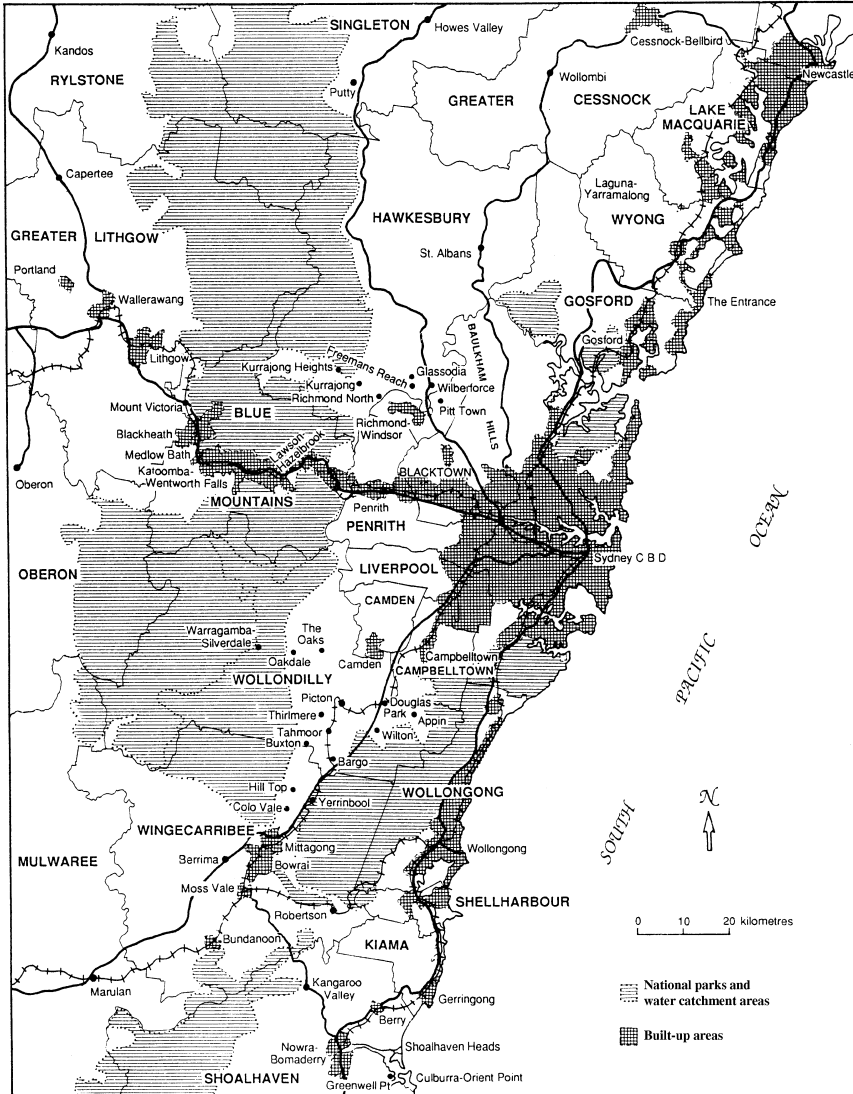 SINGLETON
Howes Valley
Kandos
Cessnock-Bellbird
RYLSTONE
Wollombi
Newcastle
Putty
GREATER
CESSNOCK
LAKE
MACQUARIE
Capertee
Laguna-
Yarramalong
HAWKESBURY
WYONG
GREATER
LITHGOW
St. Albans
Portland
Wallerawang
GOSFORD
The Entrance
Gosford
Lithgow
BAULKHAM
HILLS
Freemans Reach
Glassodia
Kurrajong Heights
Kurrajong
Wilberforce
Richmond North
Pitt Town
Mount Victoria
BLUE
Richmond-
Windsor
Blackheath
Lawson-
Hazelbrook
Medlow Bath
Katoomba-
Wentworth Falls
BLACKTOWN
Oberon
MOUNTAINS
Penrith
PENRITH
OCEAN
Sydney C B D
LIVERPOOL
OBERON
CAMDEN
Warragamba-
Silverdale
The
Oaks
Oakdale
Camden
Campbelltown
CAMPBELLTOWN
PACIFIC
WOLLONDILLY
Picton
Douglas
Park
Thirlmere
Appin
Tahmoor
Wilton
Buxton
Bargo
Hill Top
WOLLONGONG
Colo Vale
Yerrinbool
SOUTH
N
WINGECARRIBEE
Mittagong
Wollongong
MULWAREE
Berrima
Bowral
Moss Vale
SHELLHARBOUR
Robertson
0 10 20 kilometres
Bundanoon
KIAMA
Marulan
Kangaroo
Valley
Gerringong
National parks and
water catchment areas
Berry
Built-up areas
Nowra-
Bomaderry
Shoalhaven Heads
SHOALHAVEN
Greenwell Pt
Culburra-Orient Point